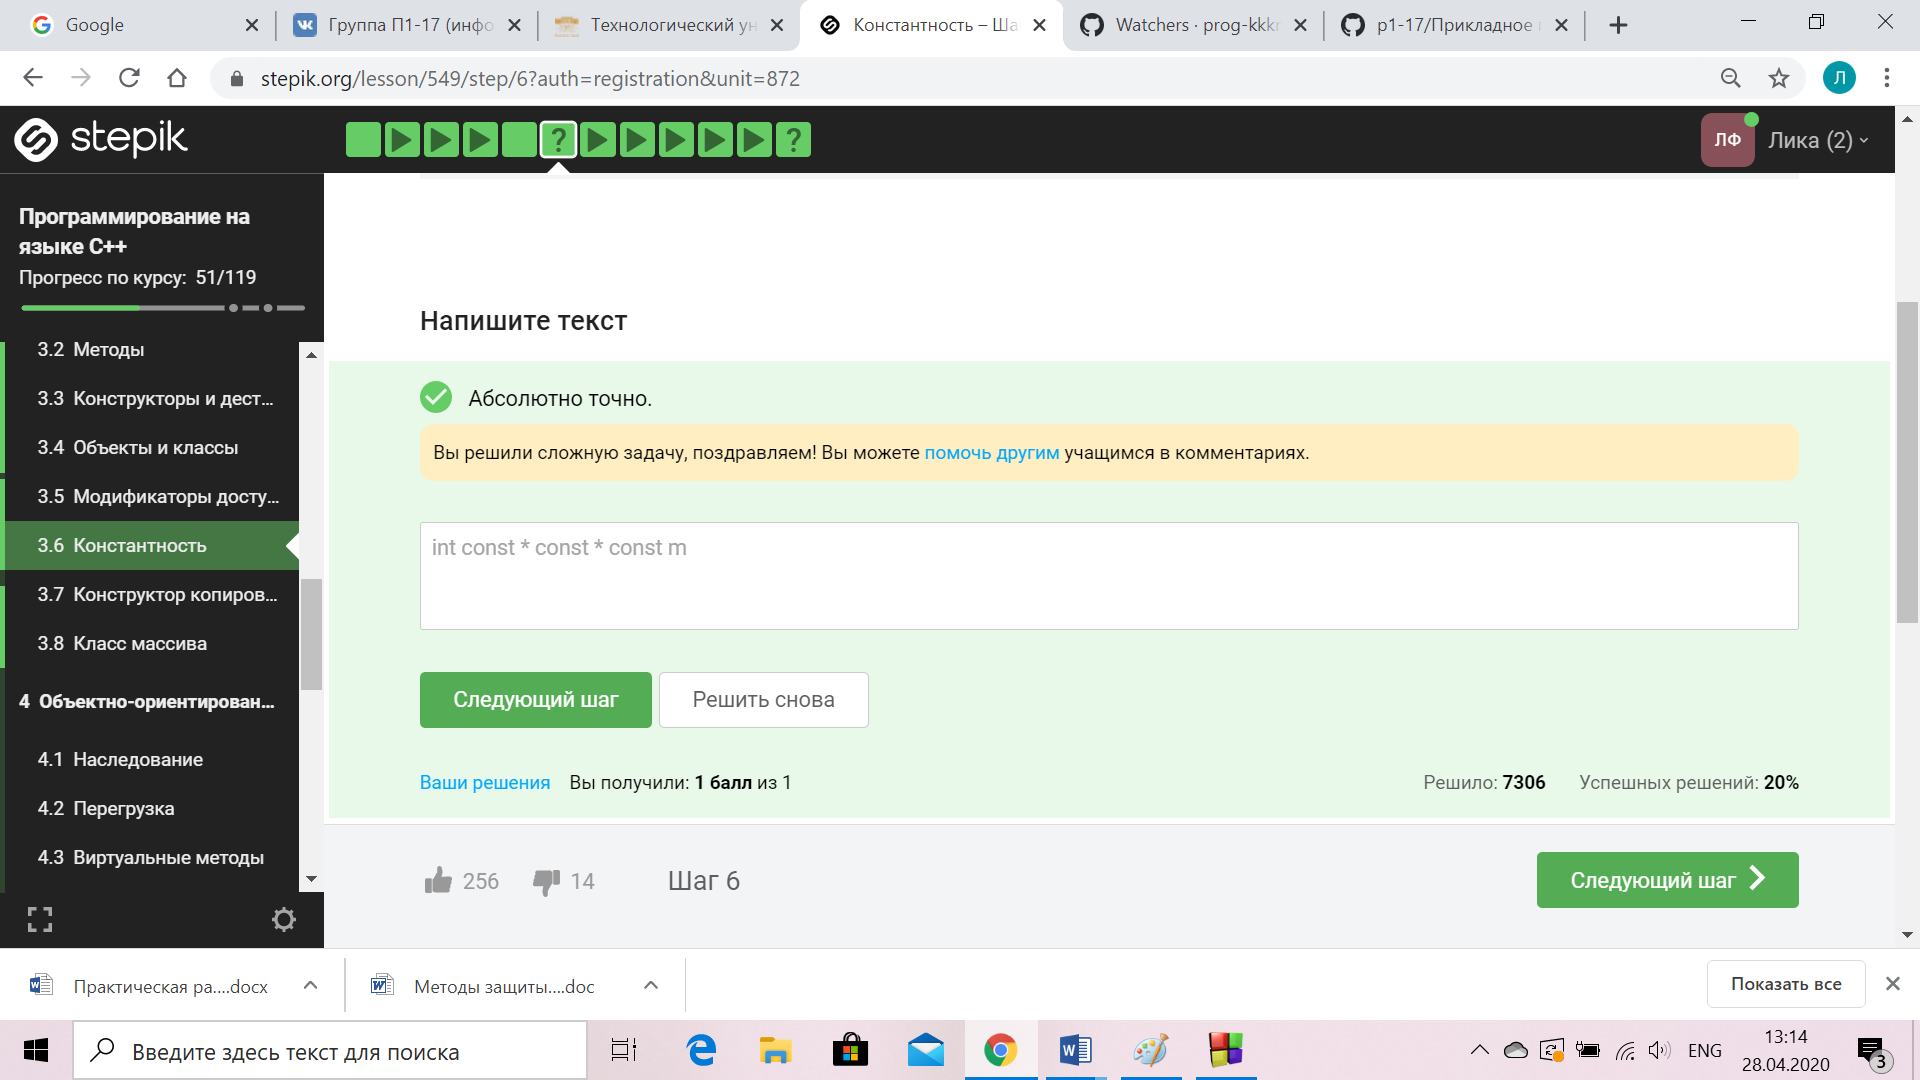 Google
Группа П1-17 (инфо
Технологический ун
Константность – Ша
Watchers · prog-kkkr
p1-17/Прикладное
stepik.org/lesson/549/step/6?auth=registration&unit=872
Л
stepik
?
?
ЛФ
Лика (2)
Программирование на
языке C++
Прогресс по курсу: 51/119
3.2 Методы
3.3 Конструкторы и дест...
3.4 Объекты и классы
3.5 Модификаторы досту...
3.6 Константность
3.7 Конструктор копиров...
3.8 Класс массива
4 Объектно-ориентирован...
4.1 Наследование
4.2 Перегрузка
4.3 Виртуальные методы
Напишите текст
Абсолютно точно.
Вы решили сложную задачу, поздравляем! Вы можете помочь другим учащимся в комментариях.
int const * const * const m
Следующий шаг
Решить снова
Ваши решения
Вы получили: 1 балл из 1
Решило: 7306
Успешных решений: 20%
256
14
Шаг 6
Следующий шаг
Практическая ра....docx
Методы защиты....doc
Показать все
Введите здесь текст для поиска
ENG
13:14
28.04.2020
3